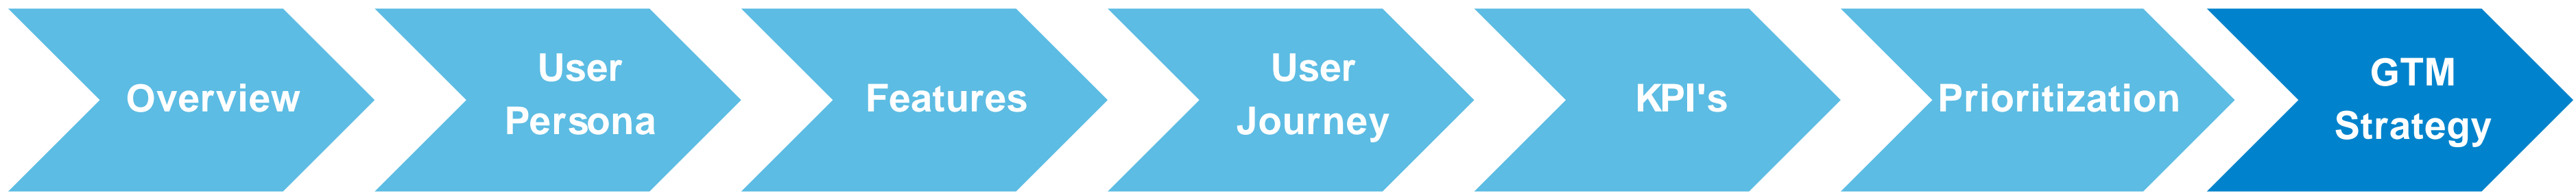 Overview
User
Persona
Features
User
Journey
KPI's
Prioritization
GTM
Strategy